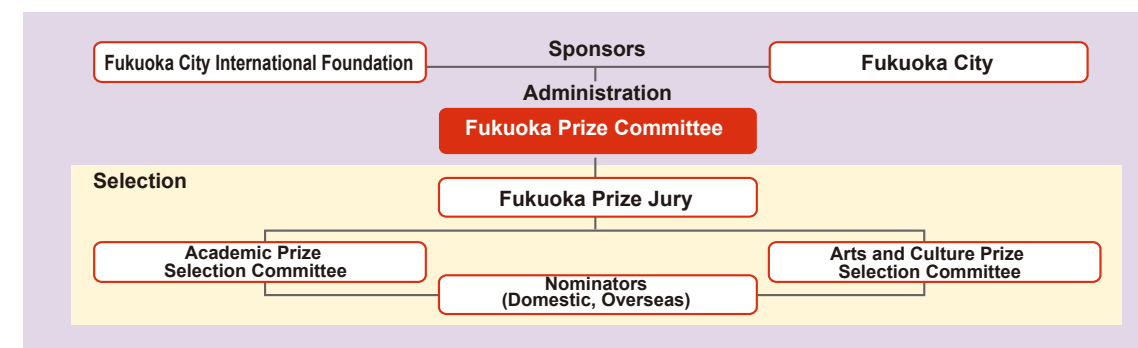 Sponsors
Fukuoka City International Foundation
Fukuoka City
Administration
Fukuoka Prize Committee
Selection
Fukuoka Prize Jury
Academic Prize
Selection Committee
Arts and Culture Prize
Selection Committee
Nominators
(Domestic, Overseas)